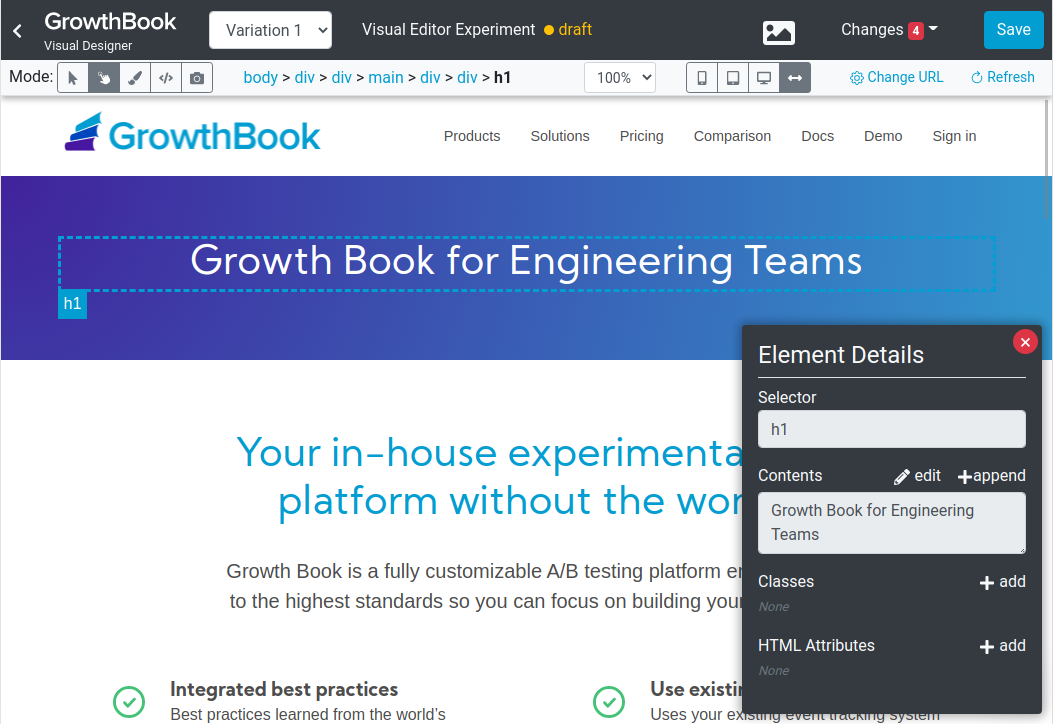 GrowthBook
Visual Designer
Variation 1
Visual Editor Experiment
draft
Changes 4
Save
Mode:
body > div > div > main > div > div > h1
100%
Change URL
Refresh
GrowthBook
Products
Solutions
Pricing
Comparison
Docs
Demo
Sign in
Growth Book for Engineering Teams
h1
Your in-house experimenta
platform without the wor
Growth Book is a fully customizable A/B testing platform
to the highest standards so you can focus on building your
Integrated best practices
Best practices learned from the world's
Use existin
Uses your existing event tracking system
Element Details
Selector
h1
Contents
edit
append
Growth Book for Engineering
Teams
Classes
add
None
HTML Attributes
add
None